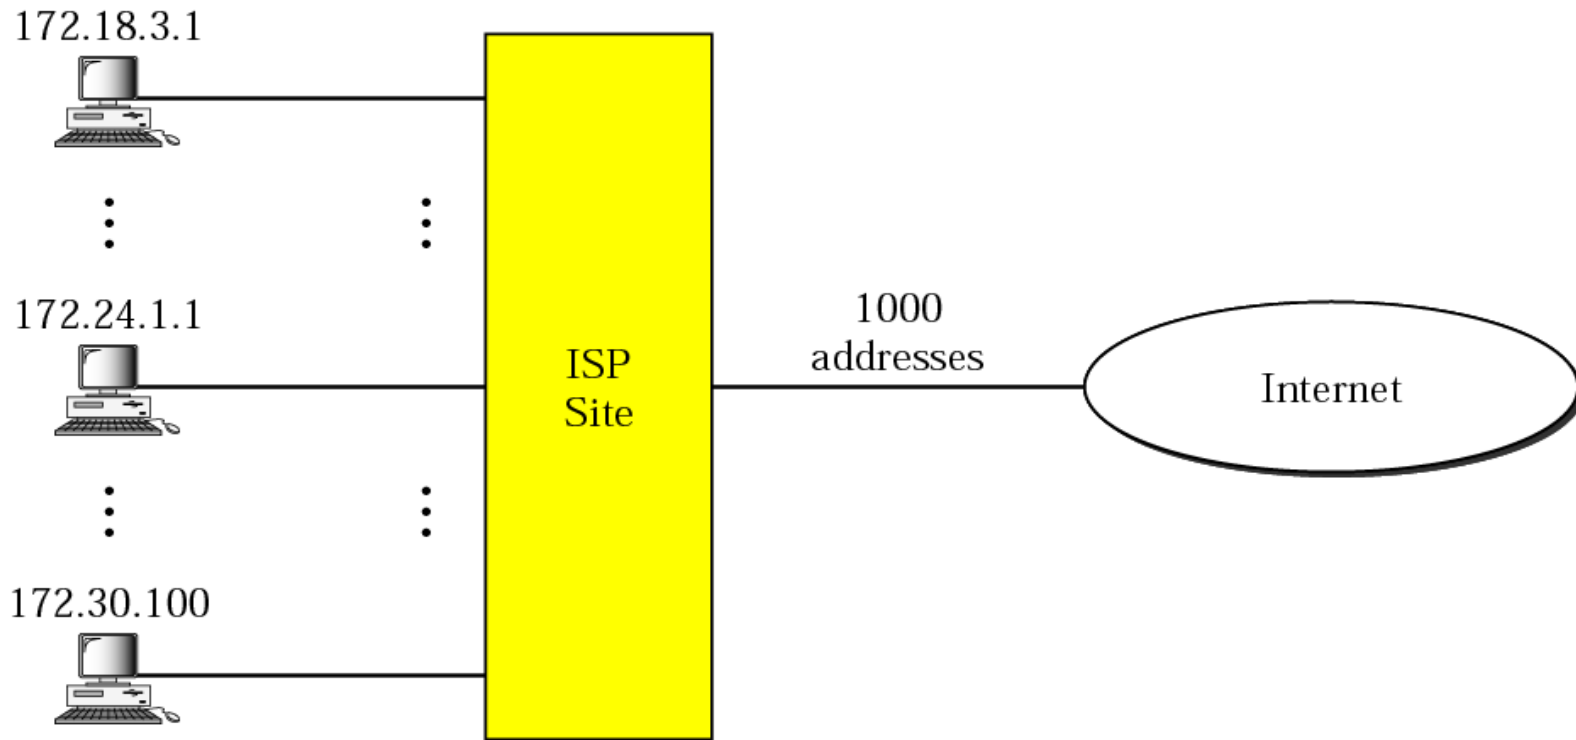 172.18.3.1
172.24.1.1
172.30.100
ISP
Site
1000
addresses
Internet